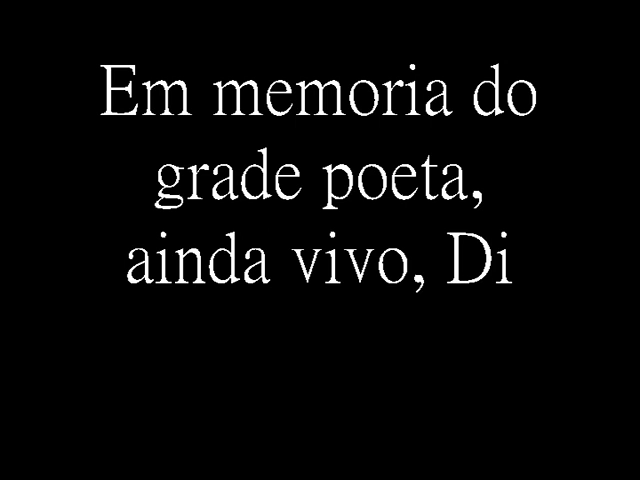 Em memoria do
grade poeta,
ainda vivo, Di